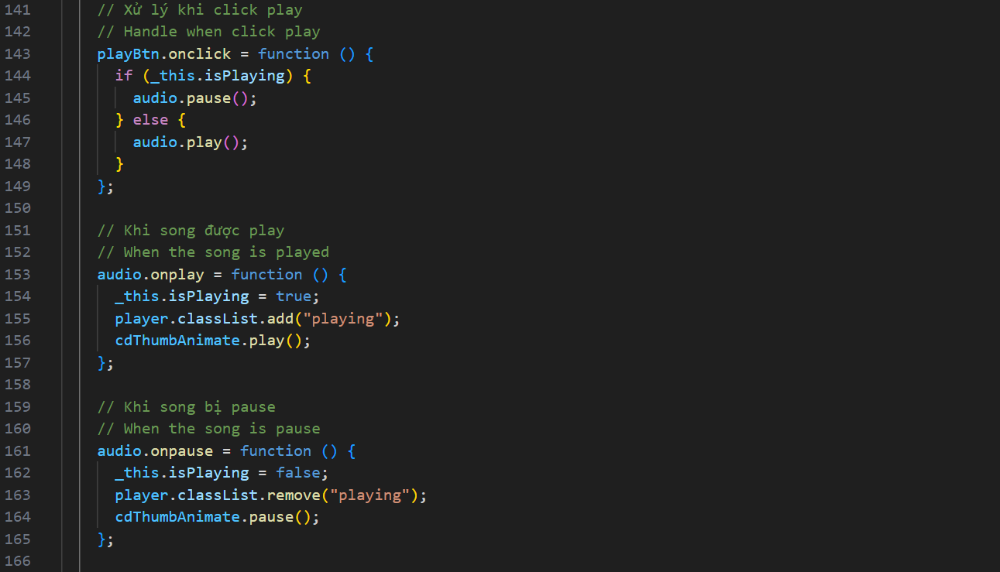 141 // Xử lý khi click play
142 // Handle when click play
143 playBtn.onclick = function () {
144 if (_this.isPlaying) {
145 audio.pause();
146 } else {
147 audio.play();
148 }
149 };
150
151 // Khi song được play
152 // When the song is played
153 audio.onplay = function () {
154 _this.isPlaying = true;
155 player.classList.add("playing");
156 cdThumbAnimate.play();
157 };
158
159 // Khi song bị pause
160 // When the song is pause
161 audio.onpause = function () {
162 _this.isPlaying = false;
163 player.classList.remove("playing");
164 cdThumbAnimate.pause();
165 };
166